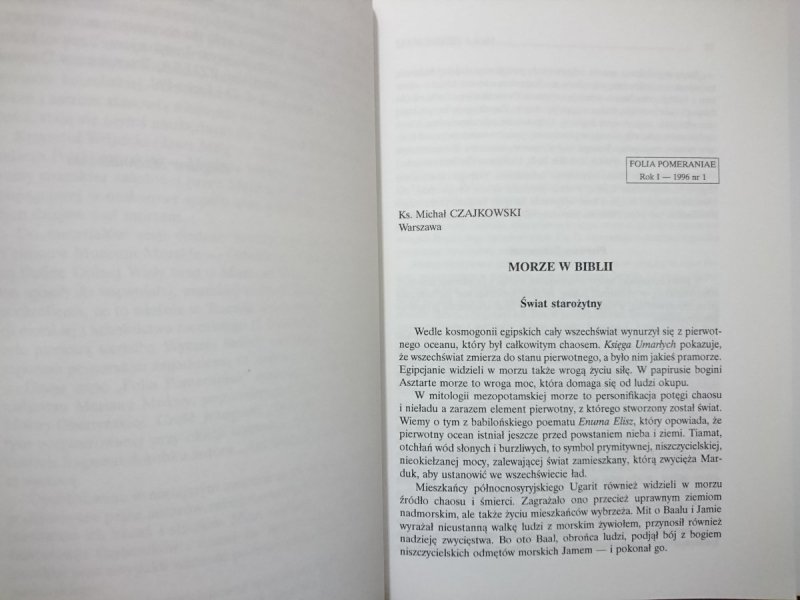 FOLIA POMERANIAE
Rok I — 1996 nr 1
Ks. Michał CZAJKOWSKI
Warszawa
MORZE W BIBLII
Świat starożytny
Wedle kosmogonii egipskich cały wszechświat wynurzył się z pierwot-
nego oceanu, który był całkowitym chaosem. Księga Umarłych pokazuje,
że wszechświat zmierza do stanu pierwotnego, a było nim jakieś pramorze.
Egipcjanie widzieli w morzu także wrogą życiu siłę. W papirusie bogini
Asztarte morze to wroga moc, która domaga się od ludzi okupu.
W mitologii mezopotamskiej morze to personifikacja potęgi chaosu
i nieładu a zarazem element pierwotny, z którego stworzony został świat.
Wiemy o tym z babilońskiego poematu Enuma Elisz, który opowiada, że
pierwotny ocean istniał jeszcze przed powstaniem nieba i ziemi. Tiamat,
otchłań wód słonych i burzliwych, to symbol prymitywnej, niszczycielskiej,
nieokiełzanej mocy, zalewającej świat zamieszkany, którą zwycięża Mar-
duk, aby ustanowić we wszechświecie ład.
Mieszkańcy północnosyryjskiego Ugarit również widzieli w morzu
źródło chaosu i śmierci. Zagrażało ono przecież uprawnym ziemiom
nadmorskim, ale także życiu mieszkańców wybrzeża. Mit o Baalu i Jamie
wyrażał nieustanną walkę ludzi z morskim żywiołem, przynosił również
nadzieję zwycięstwa. Bo oto Baal, obrońca ludzi, podjął bój z bogiem
niszczycielskich odmętów morskich Jamem — i pokonał go.